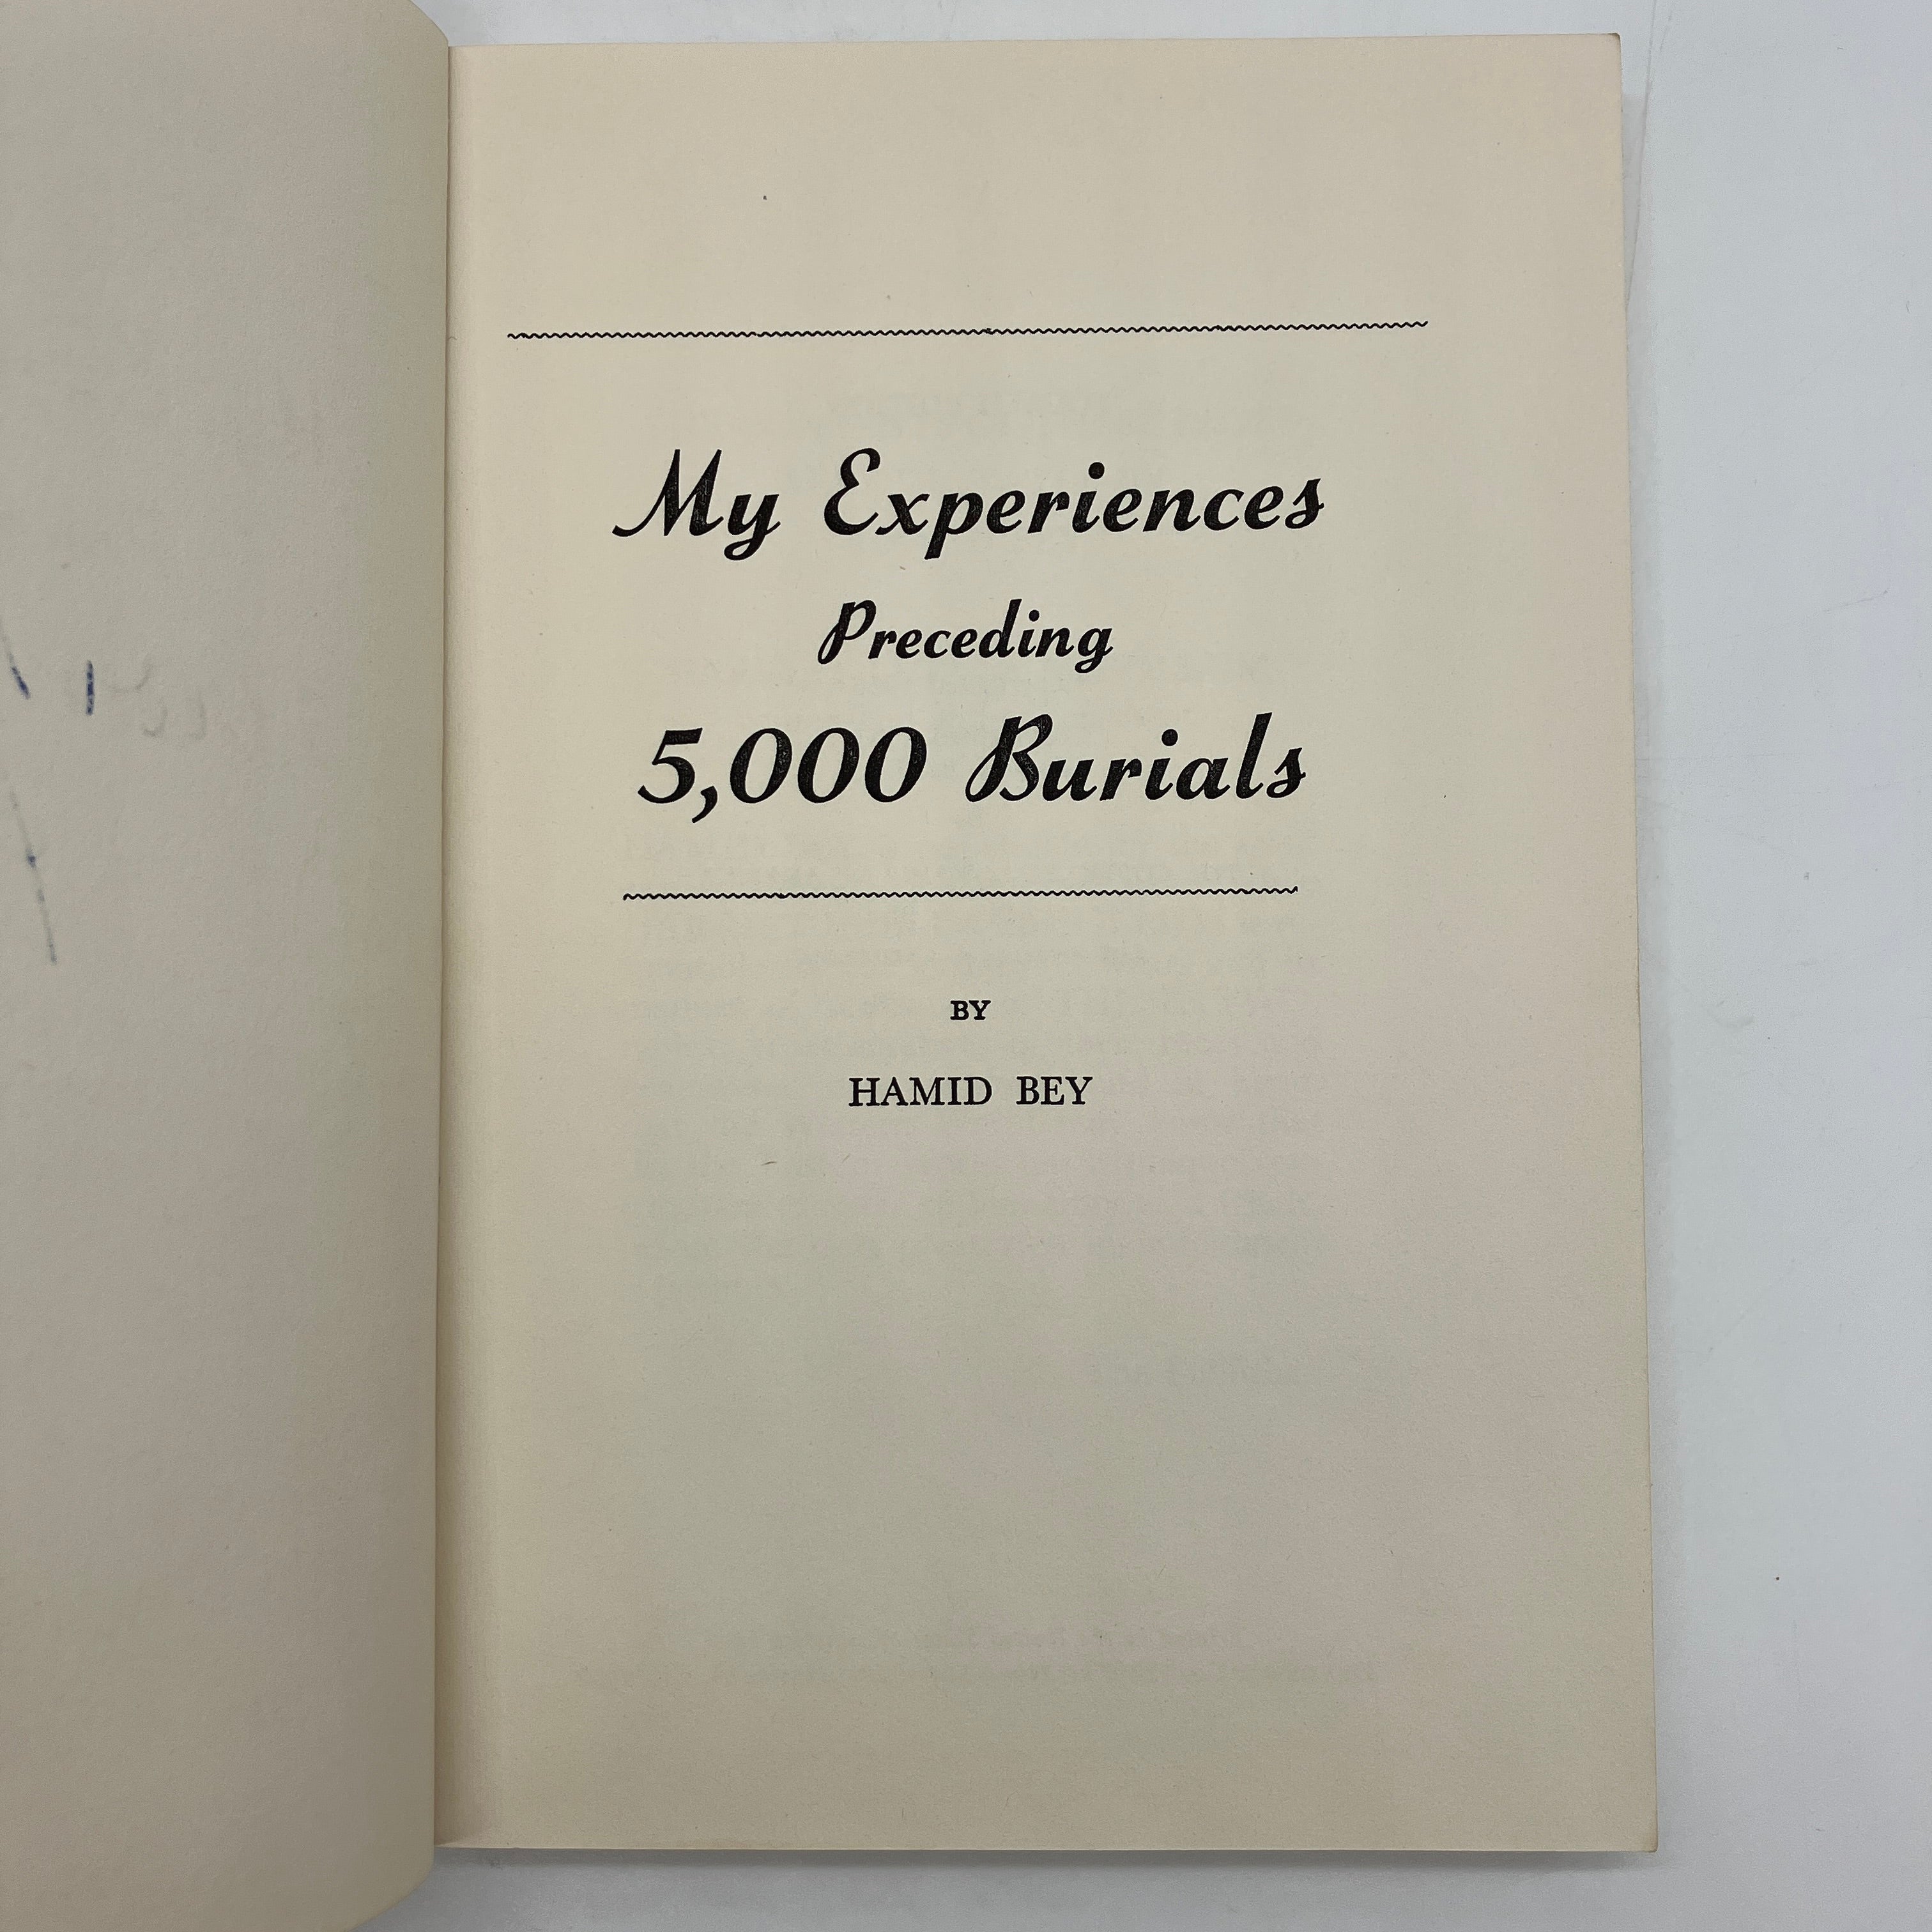 My Experiences
Preceding
5,000 Burials
BY
HAMID BEY